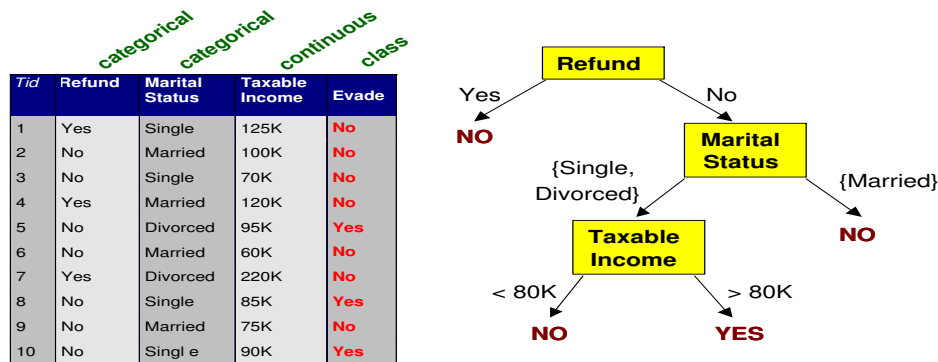 categorical categorical continuous class
Tid Refund Marital Status Taxable Income Evade
1 Yes Single 125K No
2 No Married 100K No
3 No Single 70K No
4 Yes Married 120K No
5 No Divorced 95K Yes
6 No Married 60K No
7 Yes Divorced 220K No
8 No Single 85K Yes
9 No Married 75K No
10 No Singl e 90K Yes
Refund
Yes No
NO
Marital
Status
{Single,
Divorced}
{Married}
NO
Taxable
Income
< 80K > 80K
NO YES